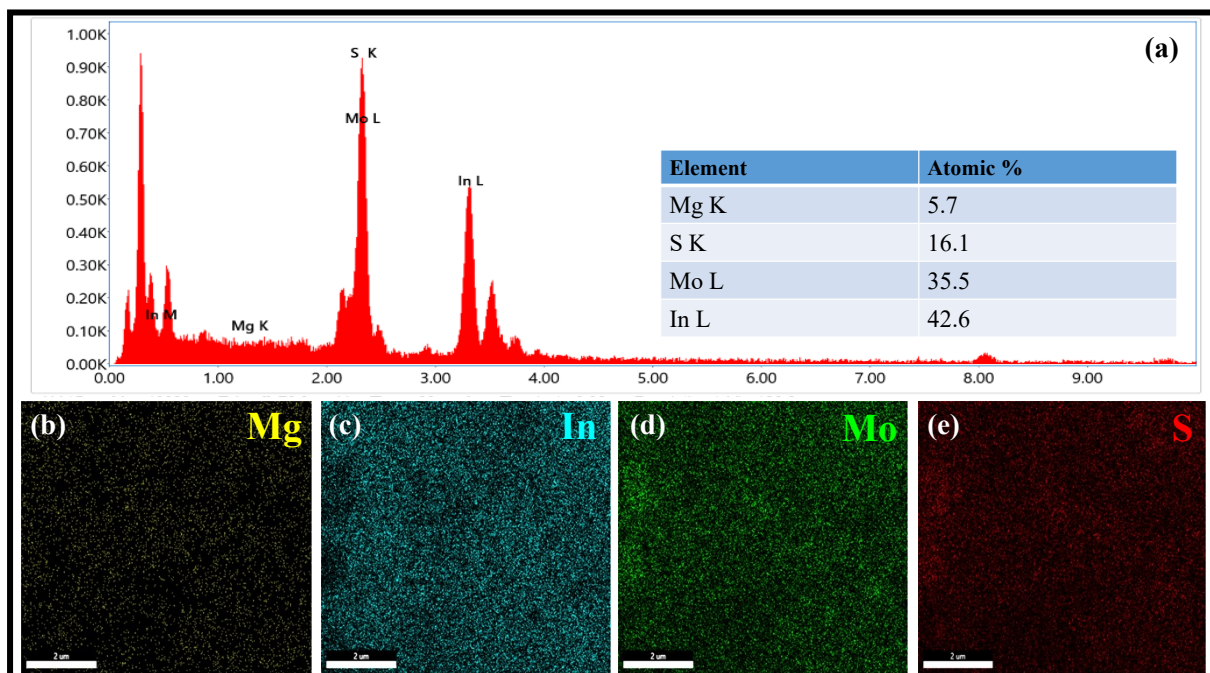 (a)
1.00K
0.90K
0.80K
0.70K
0.60K
0.50K
0.40K
0.30K
0.20K
0.10K
0.00K
S K
Mo L
In L
In M
Mg K
Element Atomic %
Mg K 5.7
S K 16.1
Mo L 35.5
In L 42.6
0.00 1.00 2.00 3.00 4.00 5.00 6.00 7.00 8.00 9.00
(b) Mg (c) In (d) Mo (e) S
2 um 2 um 2 um 2 um